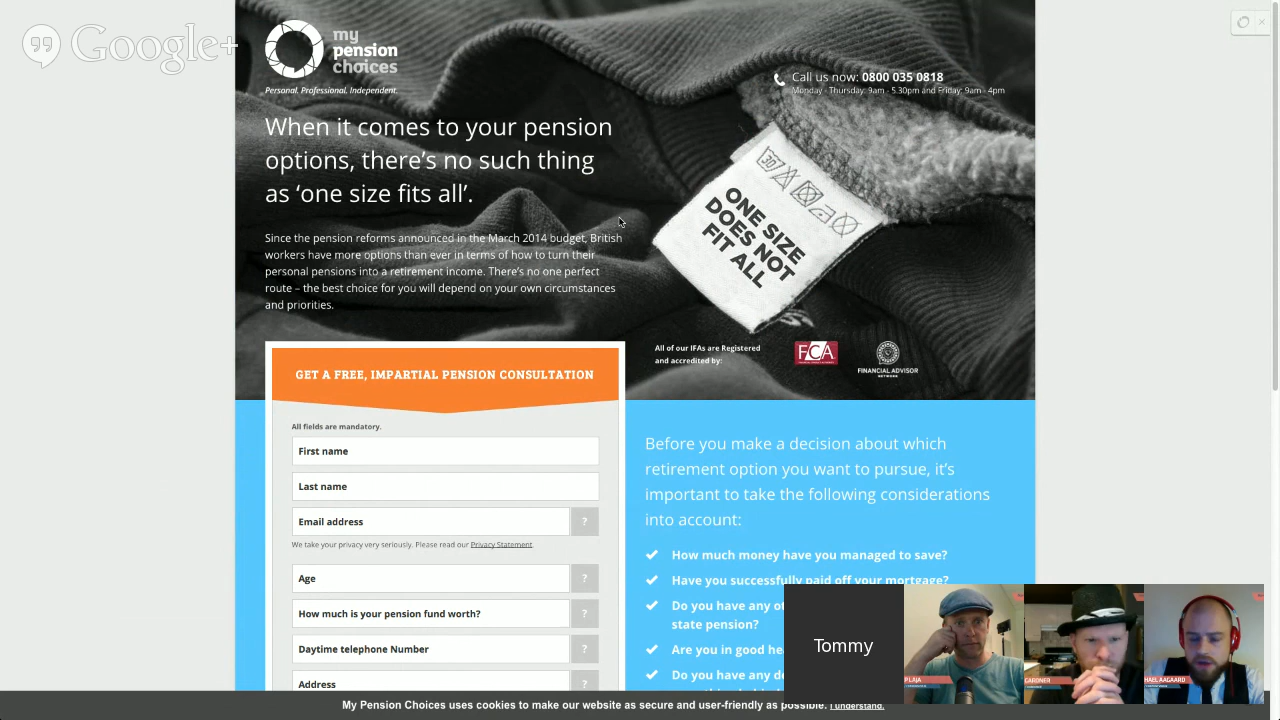 Google+
my
pension
choices
Personal. Professional. Independent.
Call us now: 0800 035 0818
Monday - Thursday: 9am - 5.30pm and Friday: 9am - 4pm
When it comes to your pension
options, there's no such thing
as 'one size fits all'.
30
ONE SIZE
DOES NOT
FIT ALL
Since the pension reforms announced in the March 2014 budget, British
workers have more options than ever in terms of how to turn their
personal pensions into a retirement income. There's no one perfect
route – the best choice for you will depend on your own circumstances
and priorities.
All of our IFAs are Registered
and accredited by:
FCA
FINANCIAL ADVISOR
NETWORK
GET A FREE, IMPARTIAL PENSION CONSULTATION
All fields are mandatory.
First name
Last name
Email address
?
We take your privacy very seriously. Please read our Privacy Statement.
Age
?
How much is your pension fund worth?
?
Daytime telephone Number
?
Address
?
Before you make a decision about which
retirement option you want to pursue, it's
important to take the following considerations
into account:
How much money have you managed to save?
Have you successfully paid off your mortgage?
Do you have any ot
state pension?
Are you in good he
Do you have any de
Tommy
P LAJA
GARDNER
HAEL AAGAARD
My Pension Choices uses cookies to make our website as secure and user-friendly as possible. I understand.